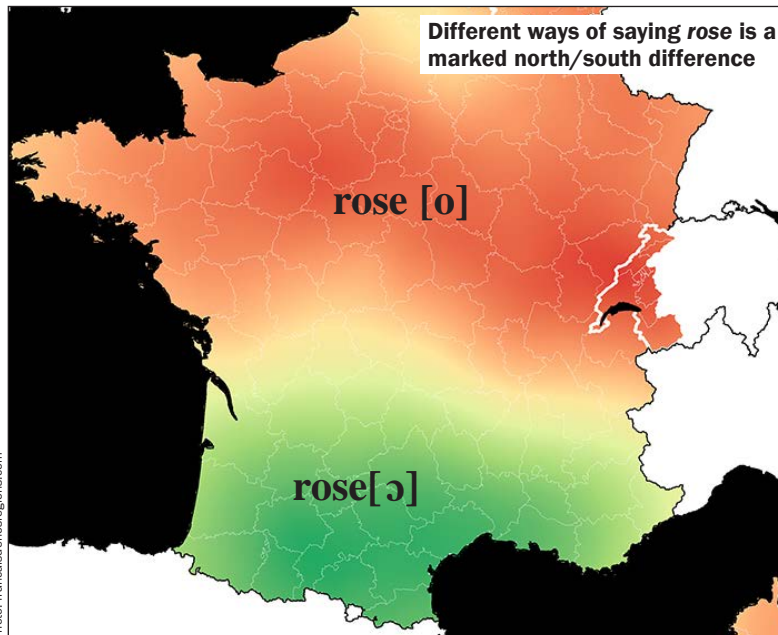 Different ways of saying rose is a
marked north/south difference
rose [o]
rose[ɔ]